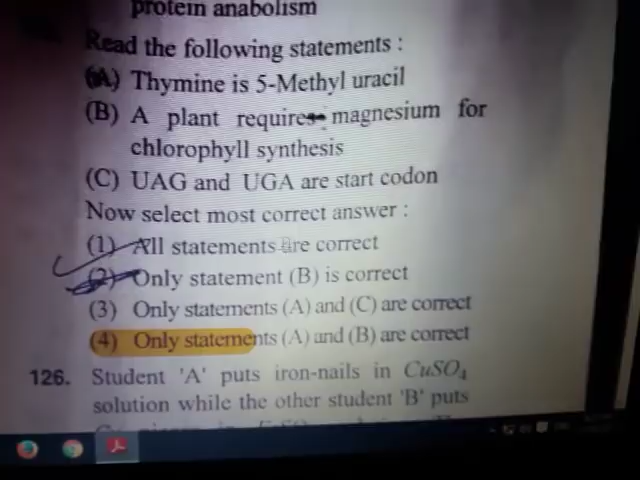 protein anabolism
Read the following statements :
(A) Thymine is 5-Methyl uracil
(B) A plant requires magnesium for
chlorophyll synthesis
(C) UAG and UGA are start codon
Now select most correct answer :
(1) All statements are correct
(2) Only statement (B) is correct
(3) Only statements (A) and (C) are correct
(4) Only statements (A) and (B) are correct
126. Student 'A' puts iron-nails in CuSO4
solution while the other student 'B' puts